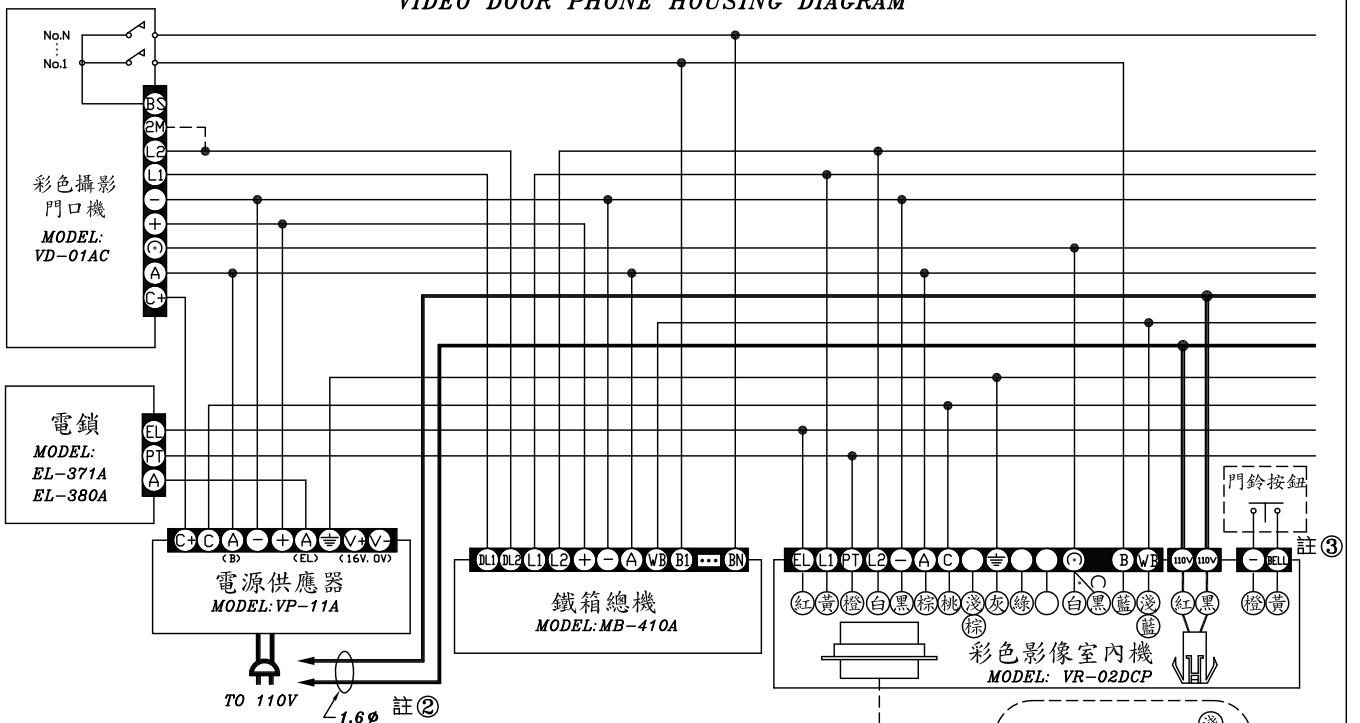 VIDEO DOOR PHONE HOUSING DIAGRAM
No.N
No.1
BS
2M
L2
L1
-
+
A
C+
彩色攝影
門口機
MODEL:
VD-01AC
電鎖
MODEL:
EL-371A
EL-380A
EL
PT
A
C+ C A - + A V+ V-
(B) (EL) (16V. 0V)
電源供應器
MODEL:VP-11A
TO 110V
1.6ø
註②
DL1 DL2 L1 L2 + - A WB B1 ••• BN
鐵箱總機
MODEL:MB-410A
門鈴按鈕
註③
EL L1 PT L2 - A C B WB 110V 110V - BELL
紅 黃 橙 白 黑 棕 桃 淺棕 灰 綠 白 黑 藍 淺藍 紅 黑 橙 黃
彩色影像室內機
MODEL: VR-02DCP
淺